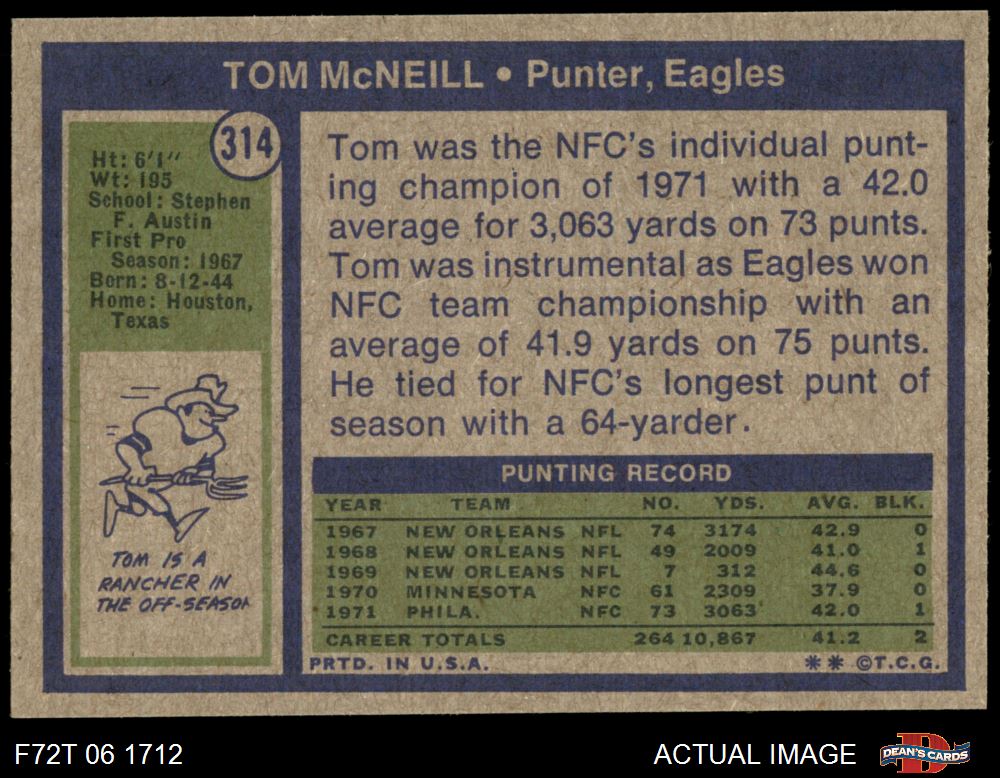 TOM McNEILL • Punter, Eagles
314
Ht: 6'1"
Wt: 195
School: Stephen
F. Austin
First Pro
Season: 1967
Born: 8-12-44
Home: Houston,
Texas
TOM IS A
RANCHER IN
THE OFF-SEASON
Tom was the NFC's individual punt-
ing champion of 1971 with a 42.0
average for 3,063 yards on 73 punts.
Tom was instrumental as Eagles won
NFC team championship with an
average of 41.9 yards on 75 punts.
He tied for NFC's longest punt of
season with a 64-yarder.
PUNTING RECORD
YEAR TEAM NO. YDS. AVG. BLK.
1967 NEW ORLEANS NFL 74 3174 42.9 0
1968 NEW ORLEANS NFL 49 2009 41.0 1
1969 NEW ORLEANS NFL 7 312 44.6 0
1970 MINNESOTA NFC 61 2309 37.9 0
1971 PHILA. NFC 73 3063 42.0 1
CAREER TOTALS 264 10,867 41.2 2
PRTD. IN U.S.A. ** ©T.C.G.
F72T 06 1712 ACTUAL IMAGE DEAN'S CARDS